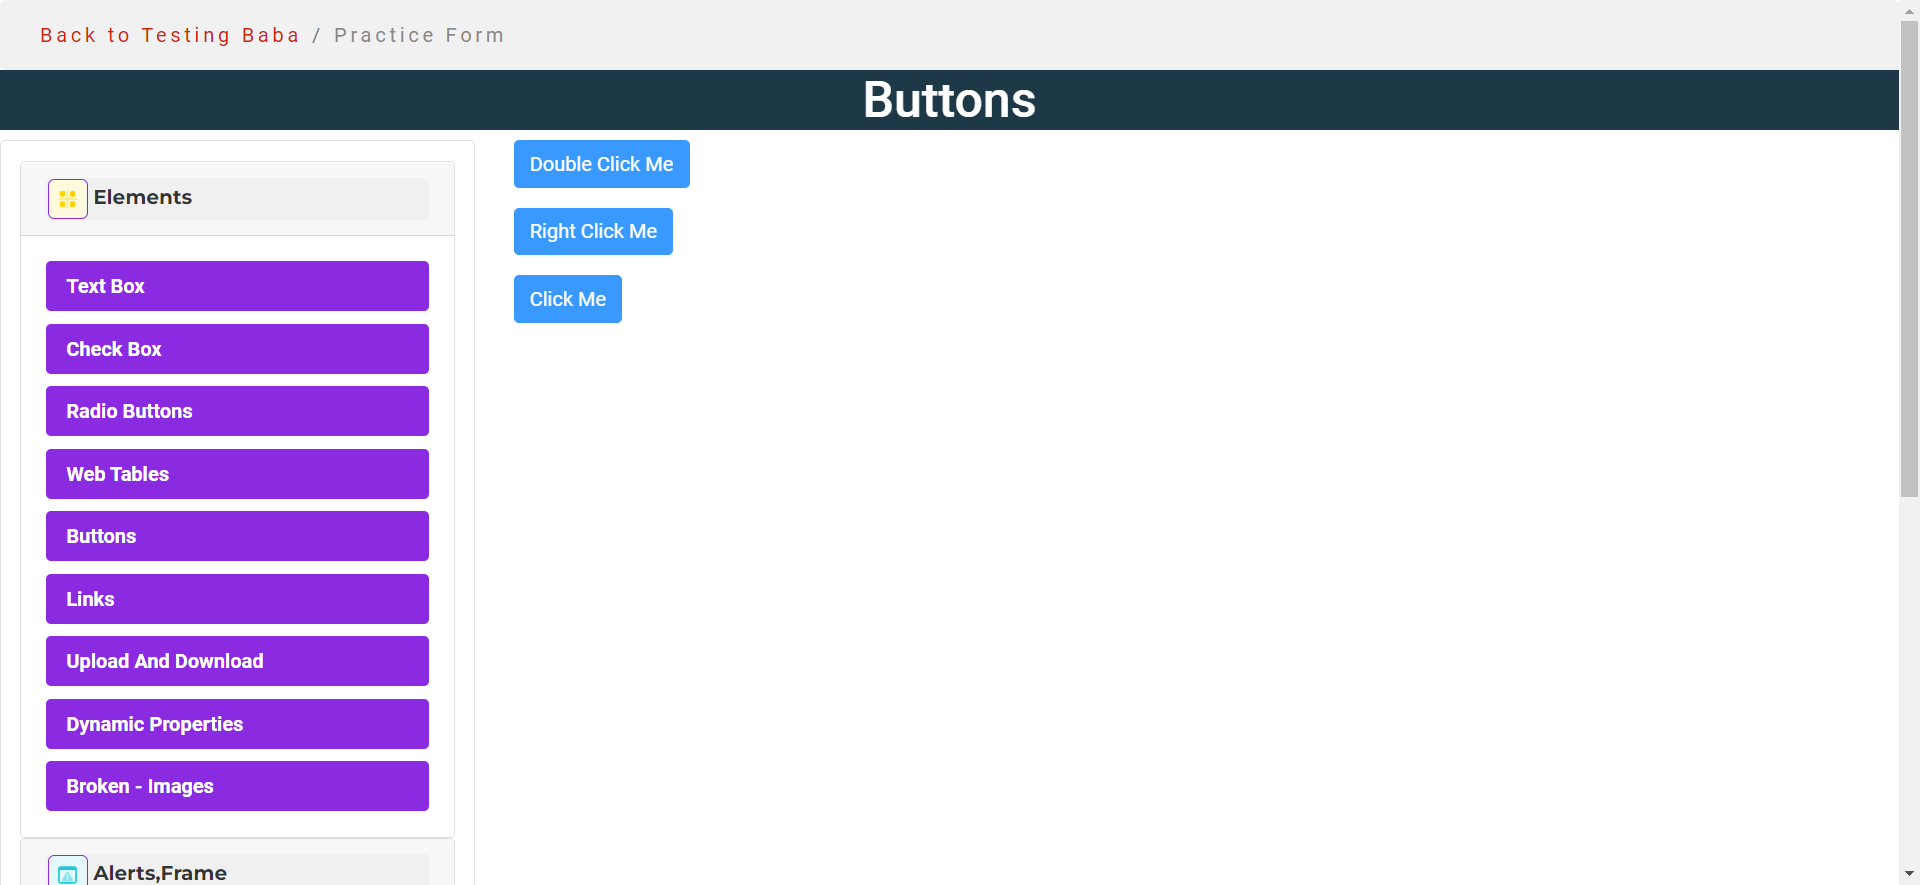 Back to Testing Baba / Practice Form
Buttons
Elements
Text Box
Check Box
Radio Buttons
Web Tables
Buttons
Links
Upload And Download
Dynamic Properties
Broken - Images
Alerts,Frame
Double Click Me
Right Click Me
Click Me